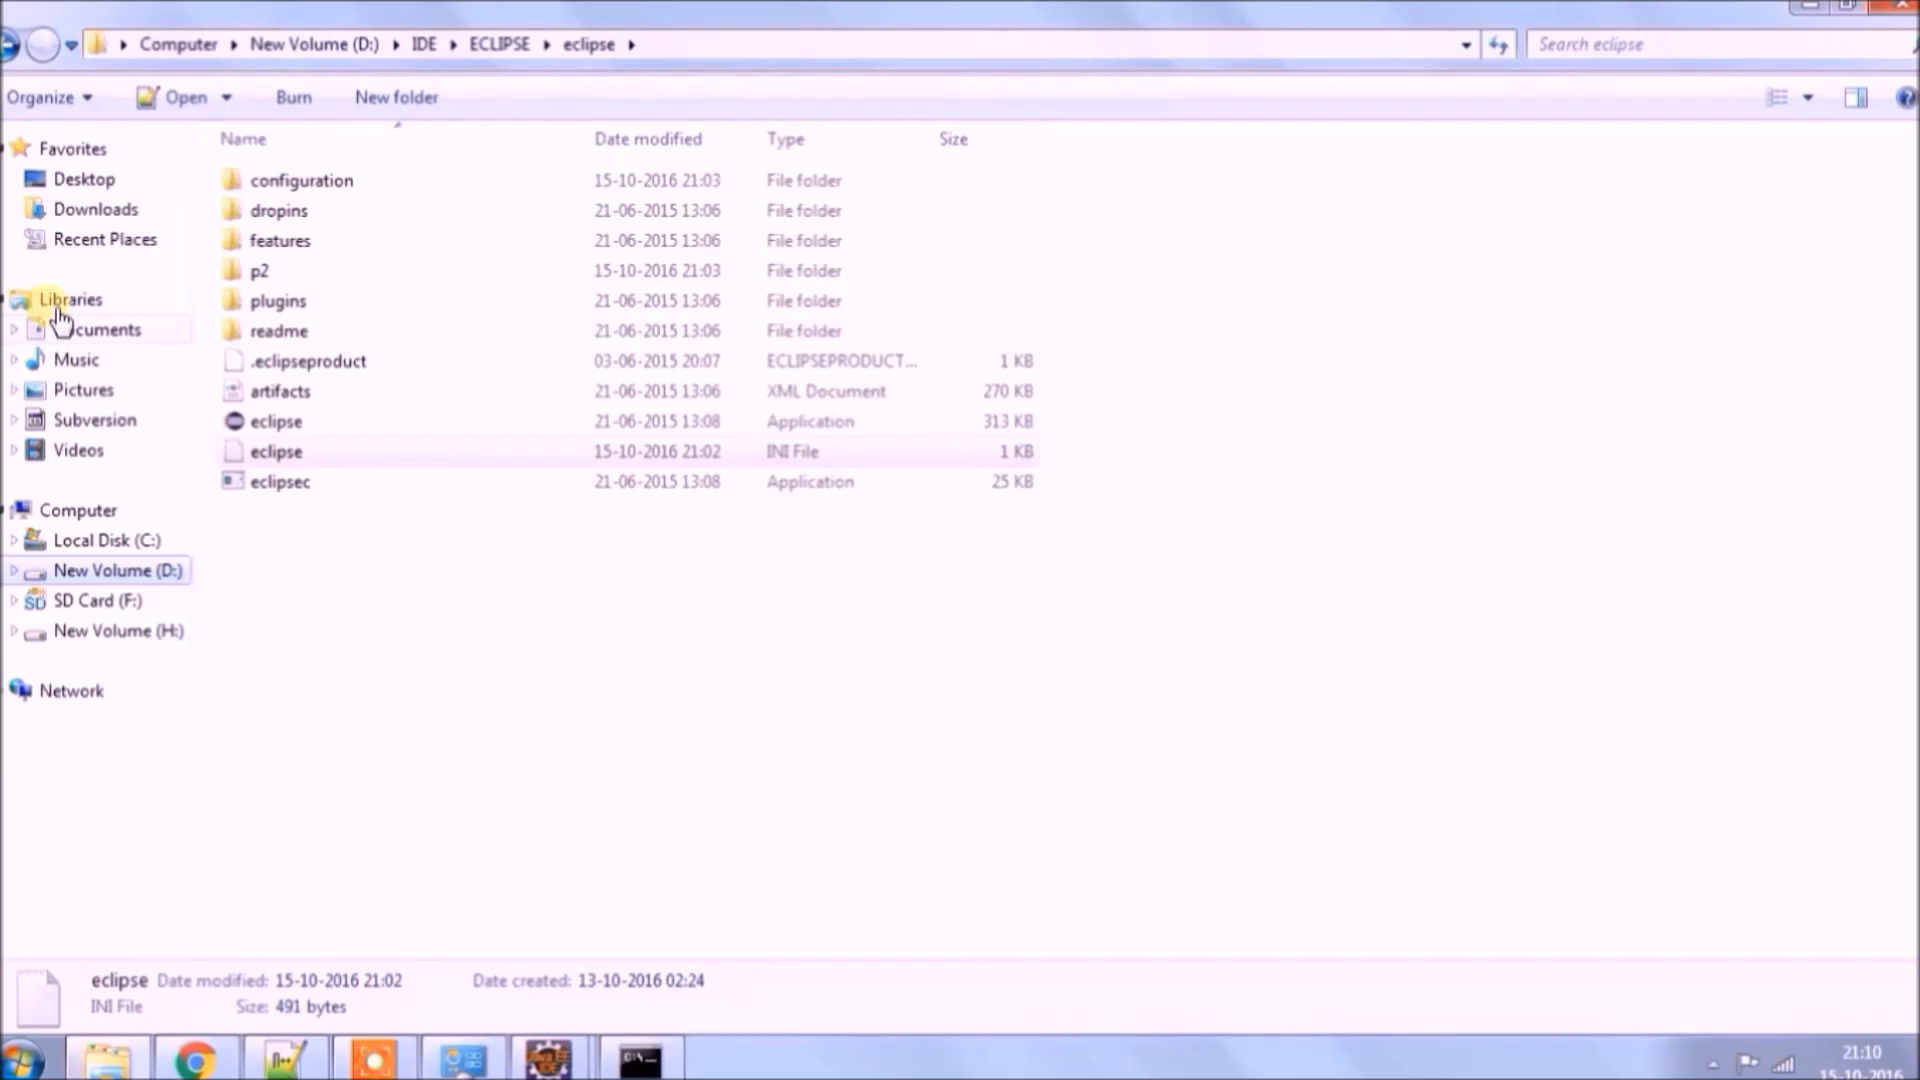 Computer New Volume (D:) IDE ECLIPSE eclipse
Search eclipse
Organize Open Burn New folder
Name Date modified Type Size
Favorites
Desktop
Downloads
Recent Places
Libraries
Music
Pictures
Subversion
Videos
Computer
Local Disk (C:)
New Volume (D:)
SD Card (F:)
New Volume (H:)
Network
configuration 15-10-2016 21:03 File folder
dropins 21-06-2015 13:06 File folder
features 21-06-2015 13:06 File folder
p2 15-10-2016 21:03 File folder
plugins 21-06-2015 13:06 File folder
readme 21-06-2015 13:06 File folder
.eclipseproduct 03-06-2015 20:07 ECLIPSEPRODUCT... 1 KB
artifacts 21-06-2015 13:06 XML Document 270 KB
eclipse 21-06-2015 13:08 Application 313 KB
eclipse 15-10-2016 21:02 INI File 1 KB
eclipsec 21-06-2015 13:08 Application 25 KB
eclipse Date modified: 15-10-2016 21:02 Date created: 13-10-2016 02:24
INI File Size: 491 bytes
21:10
15-10-2016